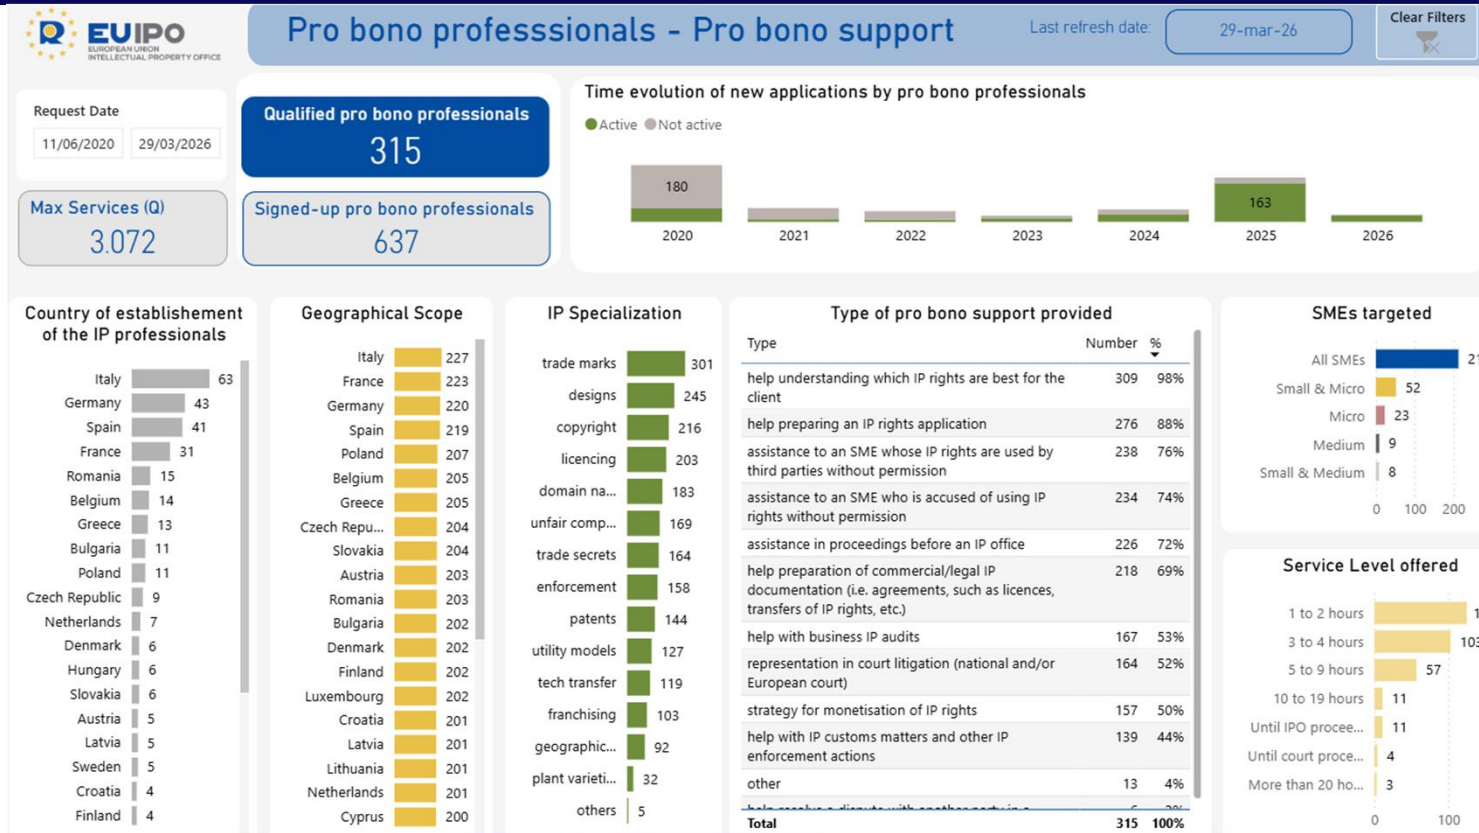 EUIPO
EUROPEAN UNION
INTELLECTUAL PROPERTY OFFICE
Pro bono professsionals - Pro bono support
Last refresh date:
29-mar-26
Clear Filters
Request Date
11/06/2020 29/03/2026
Qualified pro bono professionals
315
Max Services (Q)
3.072
Signed-up pro bono professionals
637
Time evolution of new applications by pro bono professionals
Active Not active
180
163
2020 2021 2022 2023 2024 2025 2026
Country of establishement
of the IP professionals
Italy 63
Germany 43
Spain 41
France 31
Romania 15
Belgium 14
Greece 13
Bulgaria 11
Poland 11
Czech Republic 9
Netherlands 7
Denmark 6
Hungary 6
Slovakia 6
Austria 5
Latvia 5
Sweden 5
Croatia 4
Finland 4
Geographical Scope
Italy 227
France 223
Germany 220
Spain 219
Poland 207
Belgium 205
Greece 205
Czech Repu... 204
Slovakia 204
Austria 203
Romania 203
Bulgaria 202
Denmark 202
Finland 202
Luxembourg 202
Croatia 201
Latvia 201
Lithuania 201
Netherlands 201
Cyprus 200
IP Specialization
trade marks 301
designs 245
copyright 216
licencing 203
domain na... 183
unfair comp... 169
trade secrets 164
enforcement 158
patents 144
utility models 127
tech transfer 119
franchising 103
geographic... 92
plant varieti... 32
others 5
Type of pro bono support provided
Type Number %
help understanding which IP rights are best for the 309 98%
client
help preparing an IP rights application 276 88%
assistance to an SME whose IP rights are used by 238 76%
third parties without permission
assistance to an SME who is accused of using IP 234 74%
rights without permission
assistance in proceedings before an IP office 226 72%
help preparation of commercial/legal IP 218 69%
documentation (i.e. agreements, such as licences,
transfers of IP rights, etc.)
help with business IP audits 167 53%
representation in court litigation (national and/or 164 52%
European court)
strategy for monetisation of IP rights 157 50%
help with IP customs matters and other IP 139 44%
enforcement actions
other 13 4%
Total 315 100%
SMEs targeted
All SMEs
Small & Micro 52
Micro 23
Medium 9
Small & Medium 8
0 100 200
Service Level offered
1 to 2 hours
3 to 4 hours 103
5 to 9 hours 57
10 to 19 hours 11
Until IPO procee... 11
Until court proce... 4
More than 20 ho... 3
0 100